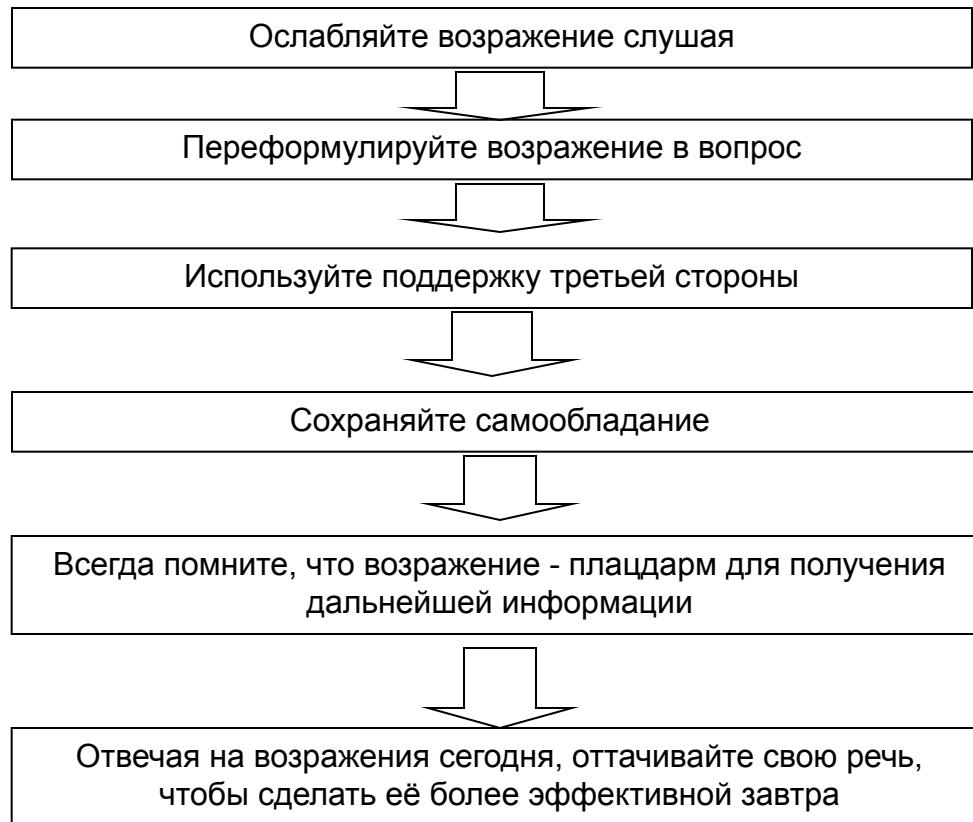 Ослабляйте возражение слушая
Переформулируйте возражение в вопрос
Используйте поддержку третьей стороны
Сохраняйте самообладание
Всегда помните, что возражение - плацдарм для получения
дальнейшей информации
Отвечая на возражения сегодня, оттачивайте свою речь,
чтобы сделать её более эффективной завтра